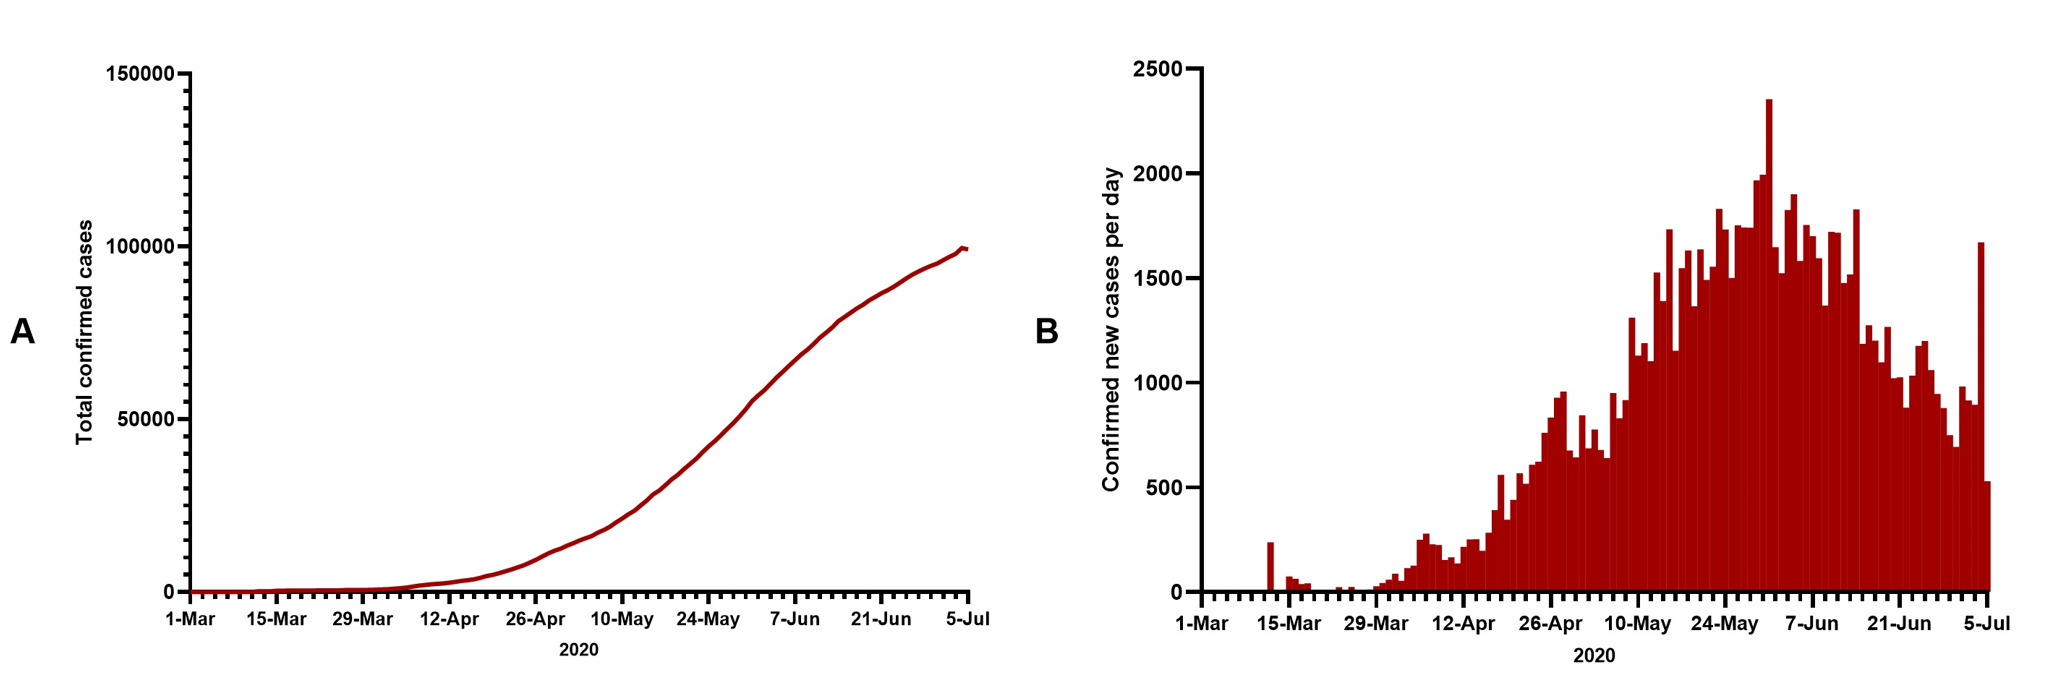 A
Total confirmed cases
150000
100000
50000
0
1-Mar 15-Mar 29-Mar 12-Apr 26-Apr 10-May 24-May 7-Jun 21-Jun 5-Jul
2020
B
Confirmed new cases per day
2500
2000
1500
1000
500
0
1-Mar 15-Mar 29-Mar 12-Apr 26-Apr 10-May 24-May 7-Jun 21-Jun 5-Jul
2020